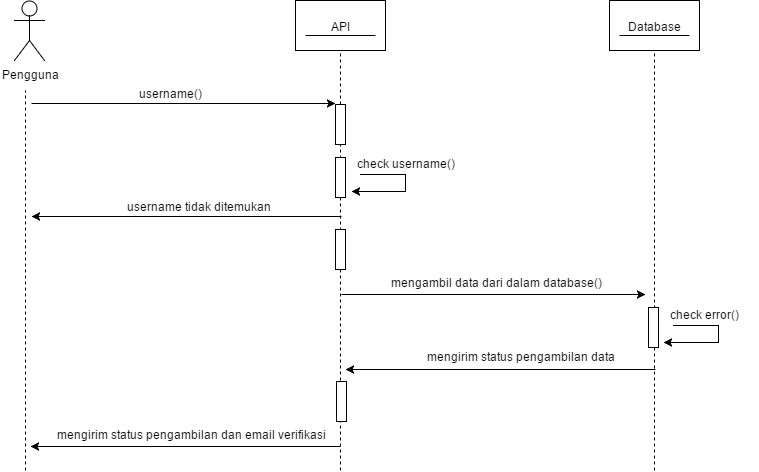 API
Database
Pengguna
username()
check username()
username tidak ditemukan
mengambil data dari dalam database()
check error()
mengirim status pengambilan data
mengirim status pengambilan dan email verifikasi